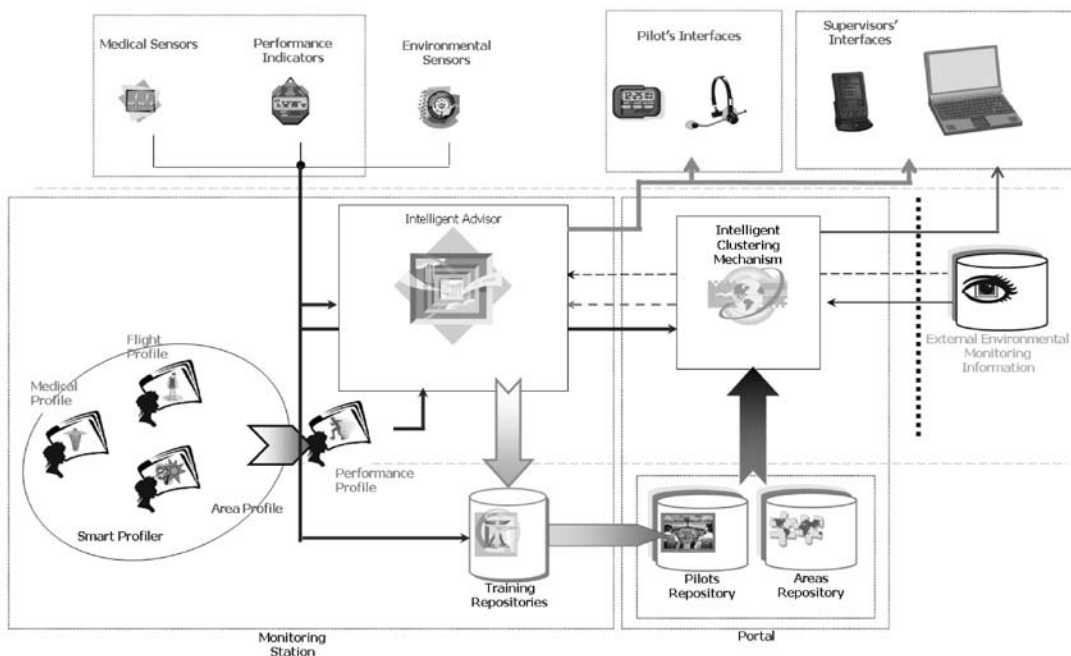 Medical Sensors
Performance
Indicators
Environmental
Sensors
Pilot's Interfaces
Supervisors'
Interfaces
Intelligent Advisor
Intelligent
Clustering
Mechanism
External Environmental
Monitoring
Information
Flight
Profile
Medical
Profile
Area Profile
Smart Profiler
Performance
Profile
Training
Repositories
Pilots
Repository
Areas
Repository
Monitoring
Station
Portal